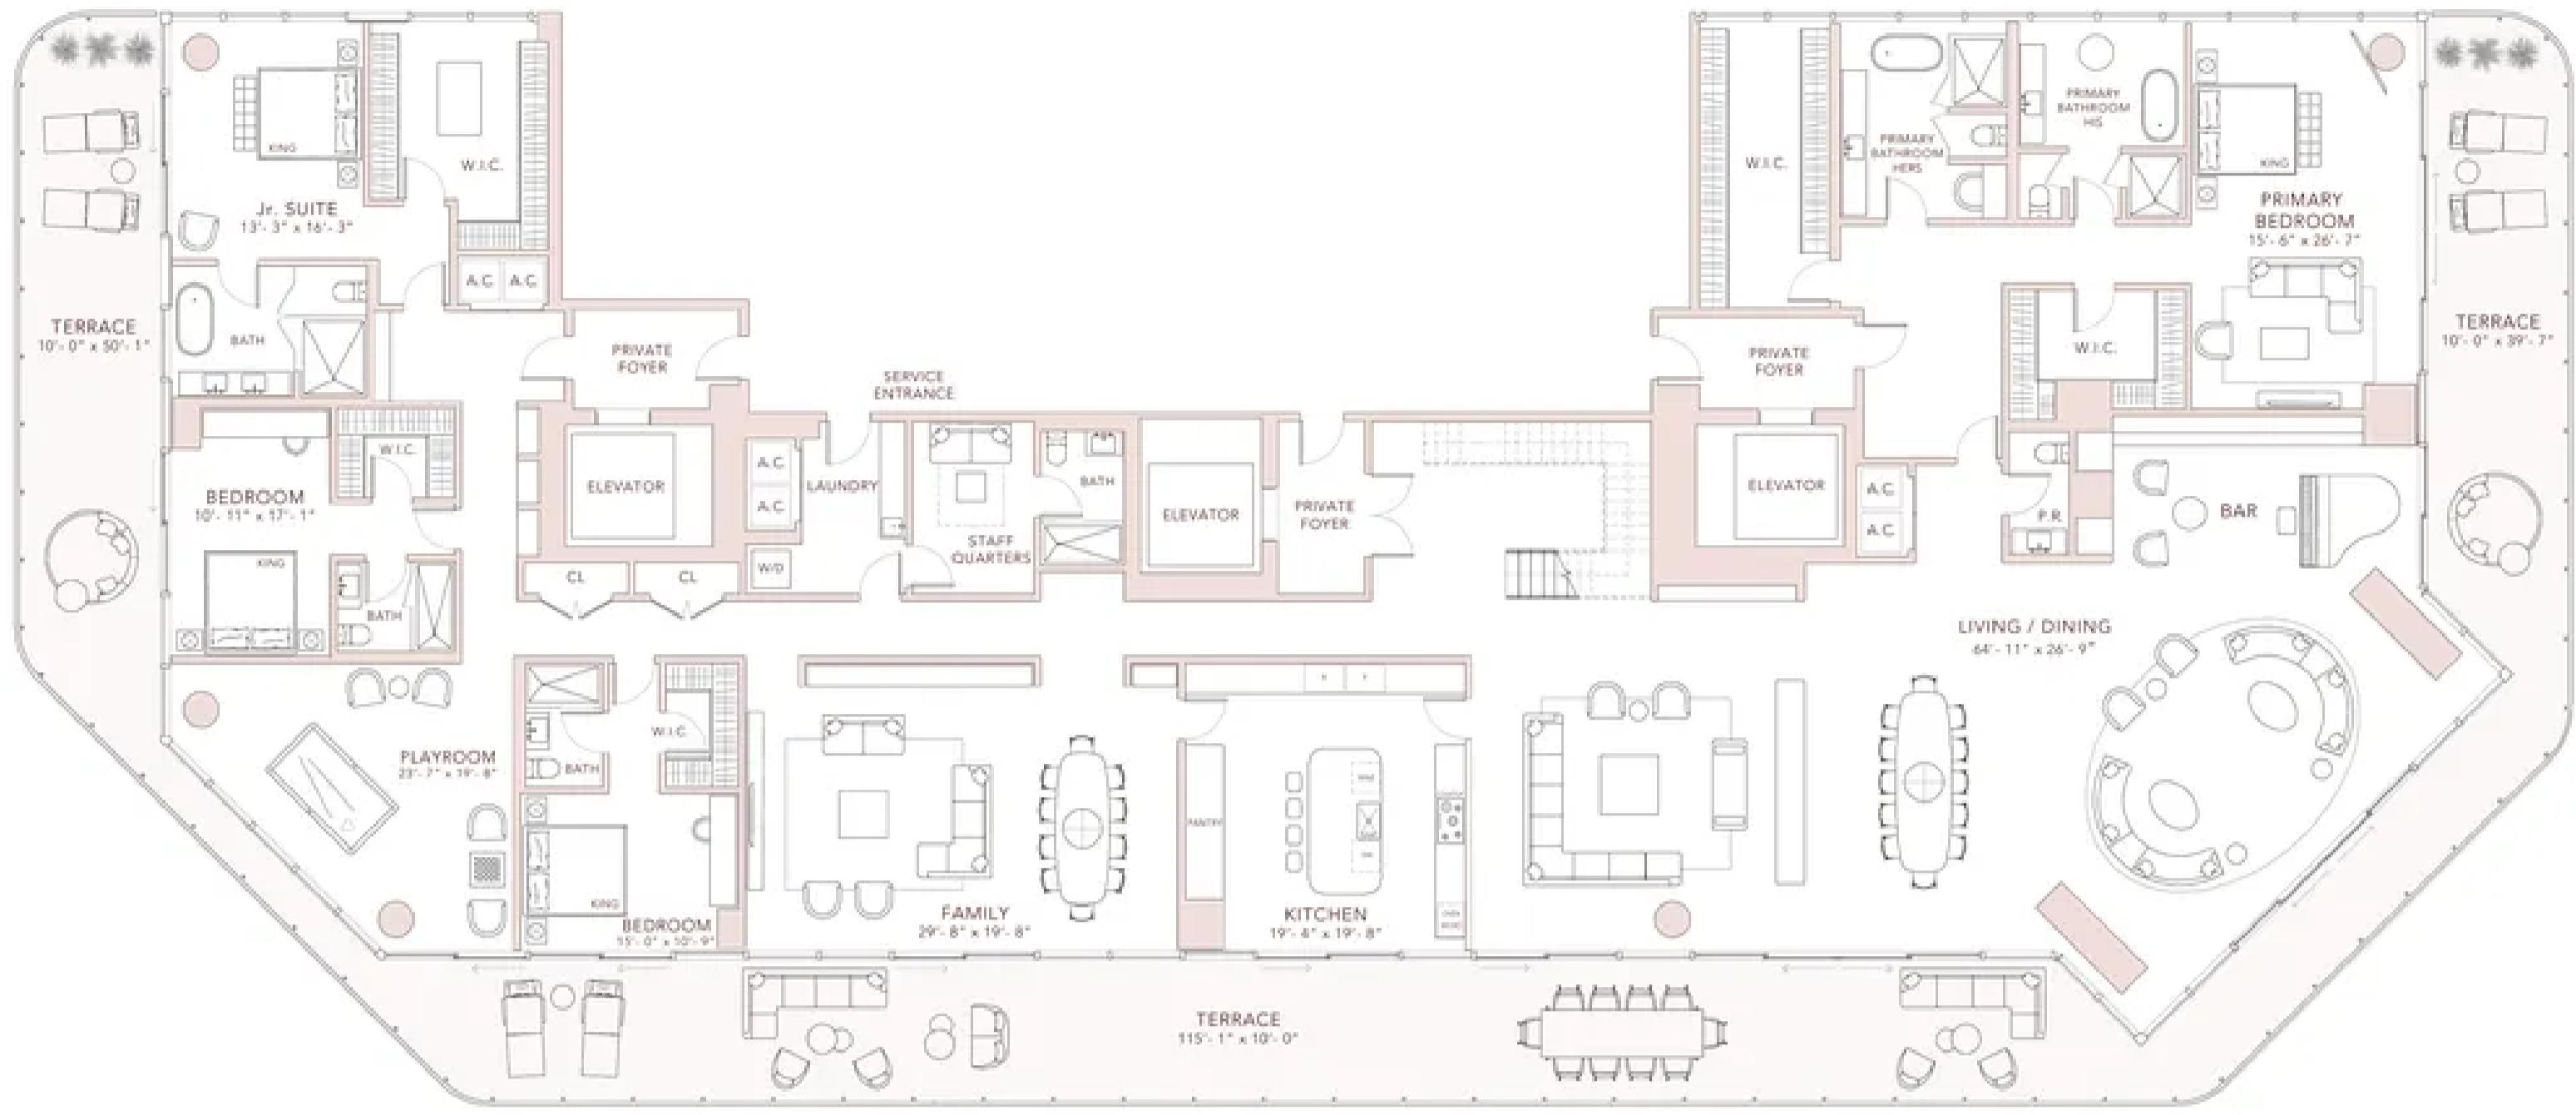 KING
W.I.C.
Jr. SUITE
13'- 3" x 16'- 3"
A.C
A.C
TERRACE
10'- 0" x 50'- 1"
BATH
PRIVATE
FOYER
SERVICE
ENTRANCE
W.I.C.
BEDROOM
10'- 11" x 17'- 1"
KING
BATH
ELEVATOR
A.C
A.C
LAUNDRY
W/D
CL
CL
STAFF
QUARTERS
BATH
ELEVATOR
PRIVATE
FOYER
W.I.C.
PRIMARY
BATHROOM
HERS
PRIMARY
BATHROOM
HIS
KING
PRIMARY
BEDROOM
15'- 6" x 26'- 7"
TERRACE
10'- 0" x 39'- 7"
PRIVATE
FOYER
W.I.C.
ELEVATOR
A.C
A.C
P.R.
BAR
LIVING / DINING
64'- 11" x 26'- 9"
PLAYROOM
23'- 7" x 19'- 8"
W.I.C.
BATH
KING
BEDROOM
15'- 0" x 10'- 9"
FAMILY
29'- 8" x 19'- 8"
PANTRY
KITCHEN
19'- 4" x 19'- 8"
TERRACE
115'- 1" x 10'- 0"